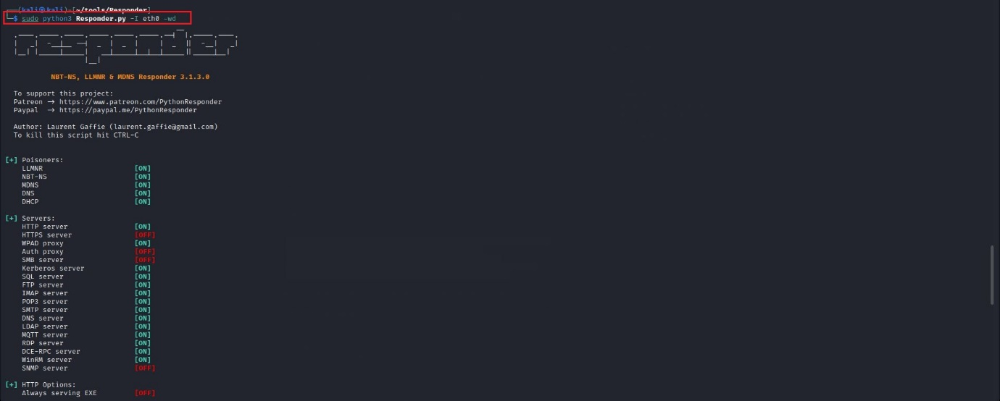 (kali㉿kali)-[~/tools/Responder]
$ sudo python3 Responder.py -I eth0 -wd
NBT-NS, LLMNR & MDNS Responder 3.1.3.0
To support this project:
Patreon → https://www.patreon.com/PythonResponder
Paypal → https://paypal.me/PythonResponder
Author: Laurent Gaffie (laurent.gaffie@gmail.com)
To kill this script hit CTRL-C
[+] Poisoners:
LLMNR [ON]
NBT-NS [ON]
MDNS [ON]
DNS [ON]
DHCP [ON]
[+] Servers:
HTTP server [ON]
HTTPS server [OFF]
WPAD proxy [ON]
Auth proxy [OFF]
SMB server [OFF]
Kerberos server [ON]
SQL server [ON]
FTP server [ON]
IMAP server [ON]
POP3 server [ON]
SMTP server [ON]
DNS server [ON]
LDAP server [ON]
MQTT server [ON]
RDP server [ON]
DCE-RPC server [ON]
WinRM server [ON]
SNMP server [OFF]
[+] HTTP Options:
Always serving EXE [OFF]